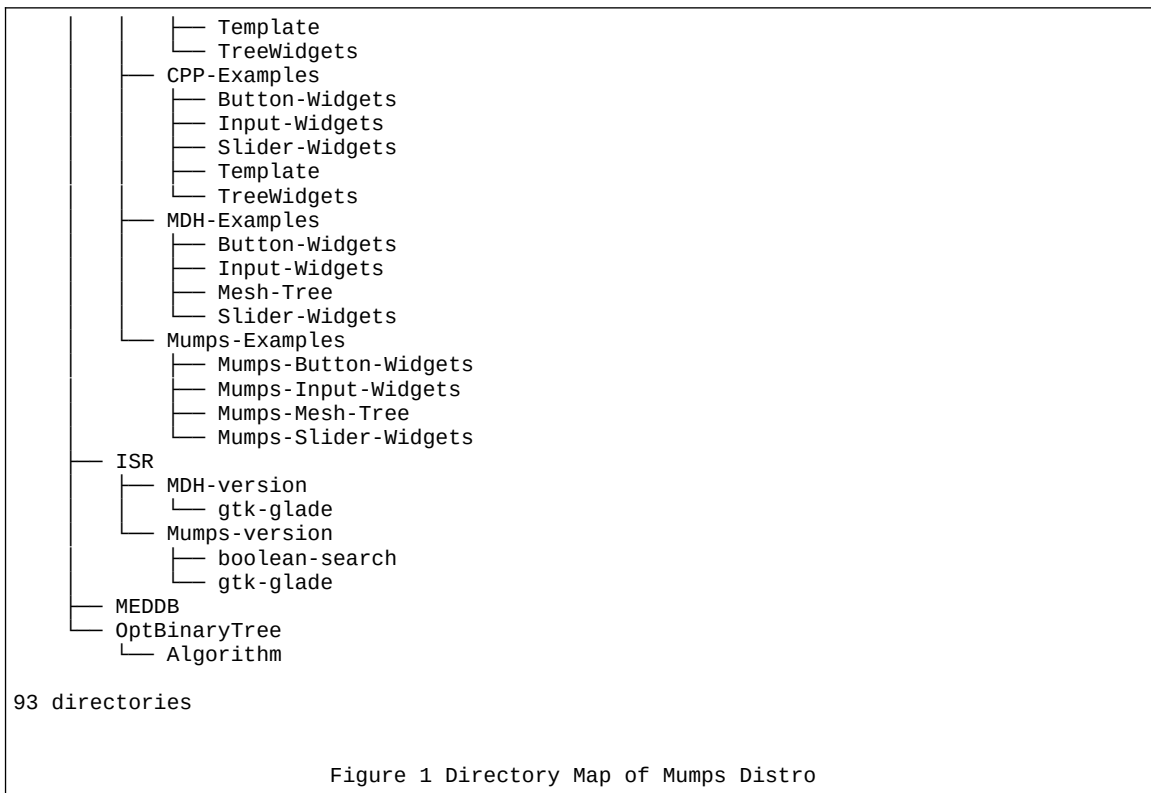 │   │   ├── Template
│   │   └── TreeWidgets
│   ├── CPP-Examples
│   │   ├── Button-Widgets
│   │   ├── Input-Widgets
│   │   ├── Slider-Widgets
│   │   ├── Template
│   │   └── TreeWidgets
│   ├── MDH-Examples
│   │   ├── Button-Widgets
│   │   ├── Input-Widgets
│   │   ├── Mesh-Tree
│   │   └── Slider-Widgets
│   └── Mumps-Examples
│       ├── Mumps-Button-Widgets
│       ├── Mumps-Input-Widgets
│       ├── Mumps-Mesh-Tree
│       └── Mumps-Slider-Widgets
├── ISR
│   ├── MDH-version
│   │   └── gtk-glade
│   └── Mumps-version
│       ├── boolean-search
│       └── gtk-glade
├── MEDDB
└── OptBinaryTree
    └── Algorithm
93 directories
Figure 1 Directory Map of Mumps Distro